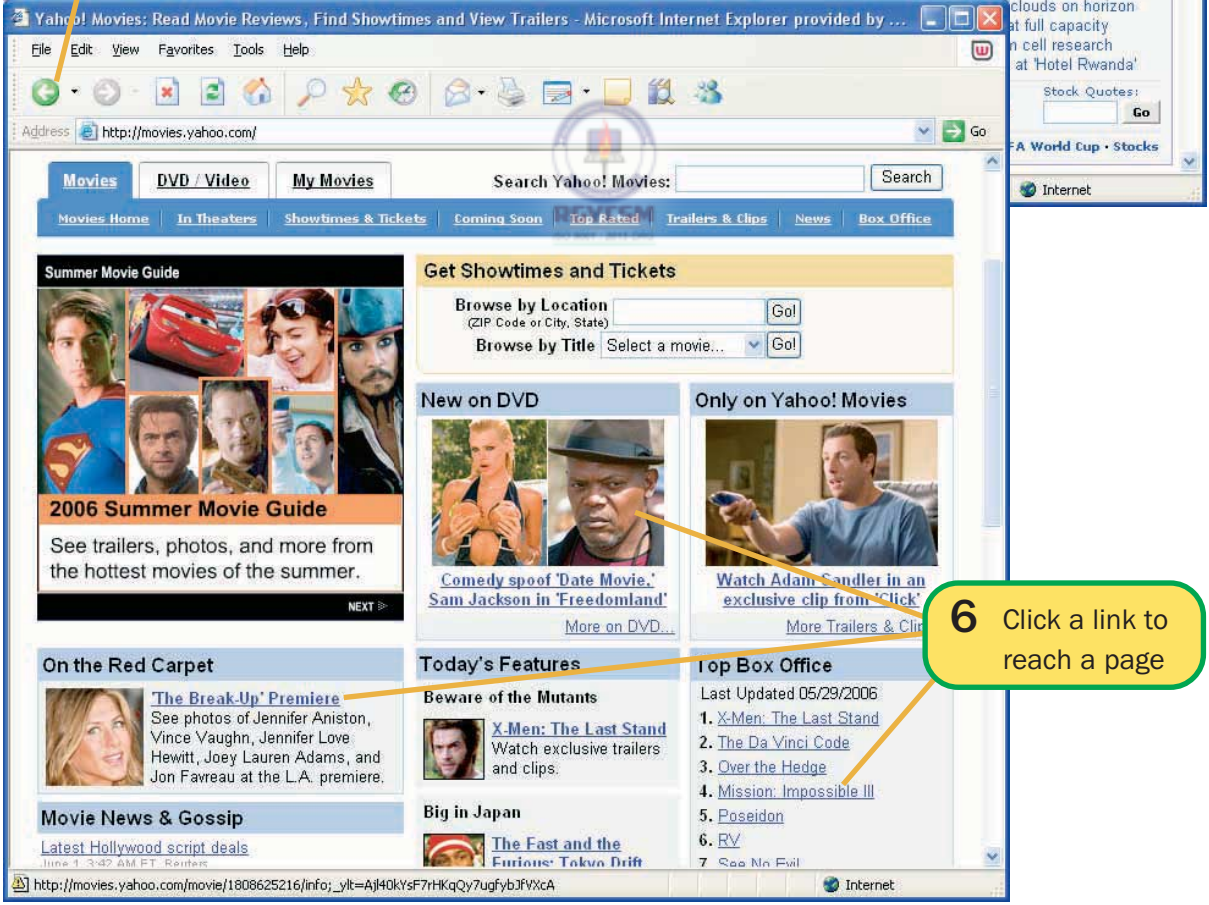 Yahoo! Movies: Read Movie Reviews, Find Showtimes and View Trailers - Microsoft Internet Explorer provided by ...
File Edit View Favorites Tools Help
Address http://movies.yahoo.com/ Go
clouds on horizon
at full capacity
cell research
at 'Hotel Rwanda'
Stock Quotes:
Go
FA World Cup • Stocks
Internet
Movies DVD / Video My Movies Search Yahoo! Movies: Search
Movies Home In Theaters Showtimes & Tickets Coming Soon Top Rated Trailers & Clips News Box Office
Summer Movie Guide
2006 Summer Movie Guide
See trailers, photos, and more from
the hottest movies of the summer.
NEXT
Get Showtimes and Tickets
Browse by Location Go!
(ZIP Code or City, State)
Browse by Title Select a movie... Go!
New on DVD
Comedy spoof 'Date Movie,'
Sam Jackson in 'Freedomland'
More on DVD...
Only on Yahoo! Movies
Watch Adam Sandler in an
exclusive clip from 'Click'
More Trailers &
6 Click a link to
reach a page
On the Red Carpet
'The Break-Up' Premiere
See photos of Jennifer Aniston,
Vince Vaughn, Jennifer Love
Hewitt, Joey Lauren Adams, and
Jon Favreau at the L.A. premiere.
Movie News & Gossip
Latest Hollywood script deals
June 1, 3:42 AM ET, Reuters
Today's Features
Beware of the Mutants
X-Men: The Last Stand
Watch exclusive trailers
and clips.
Big in Japan
The Fast and the
Furious: Tokyo Drift
Top Box Office
Last Updated 05/29/2006
1. X-Men: The Last Stand
2. The Da Vinci Code
3. Over the Hedge
4. Mission: Impossible III
5. Poseidon
6. RV
7. See No Evil
http://movies.yahoo.com/movie/1808625216/info;_ylt=Ajl40kYsF7rHKqQy7ugfybJfVXcA Internet